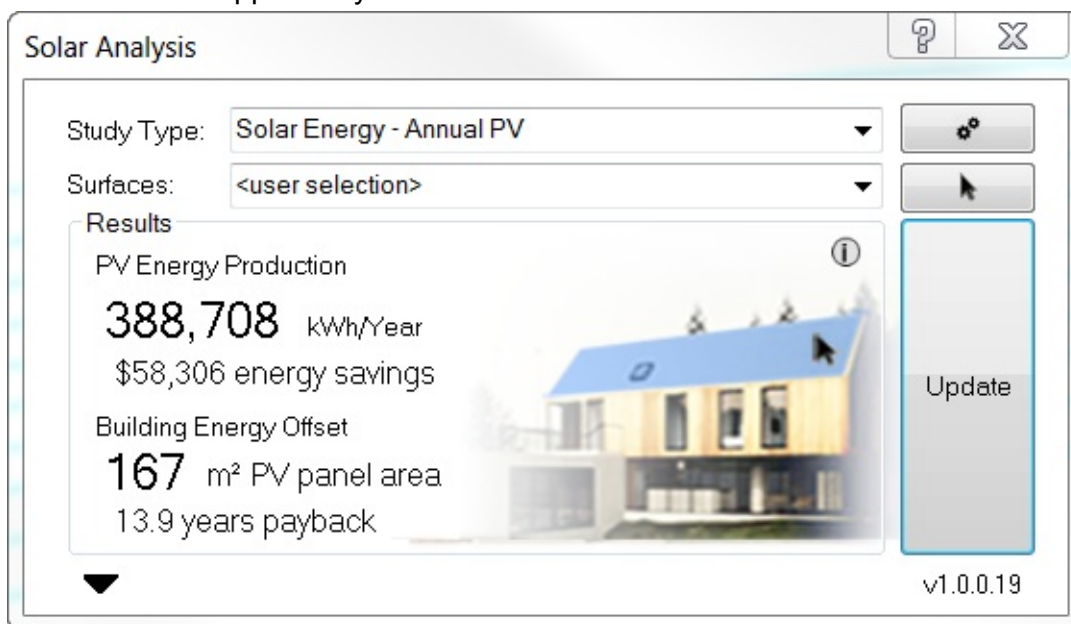 Solar Analysis
Study Type: Solar Energy - Annual PV
Surfaces: <user selection>
Results
PV Energy Production
388,708 kWh/Year
$58,306 energy savings
Building Energy Offset
167 m² PV panel area
13.9 years payback
Update
v1.0.0.19